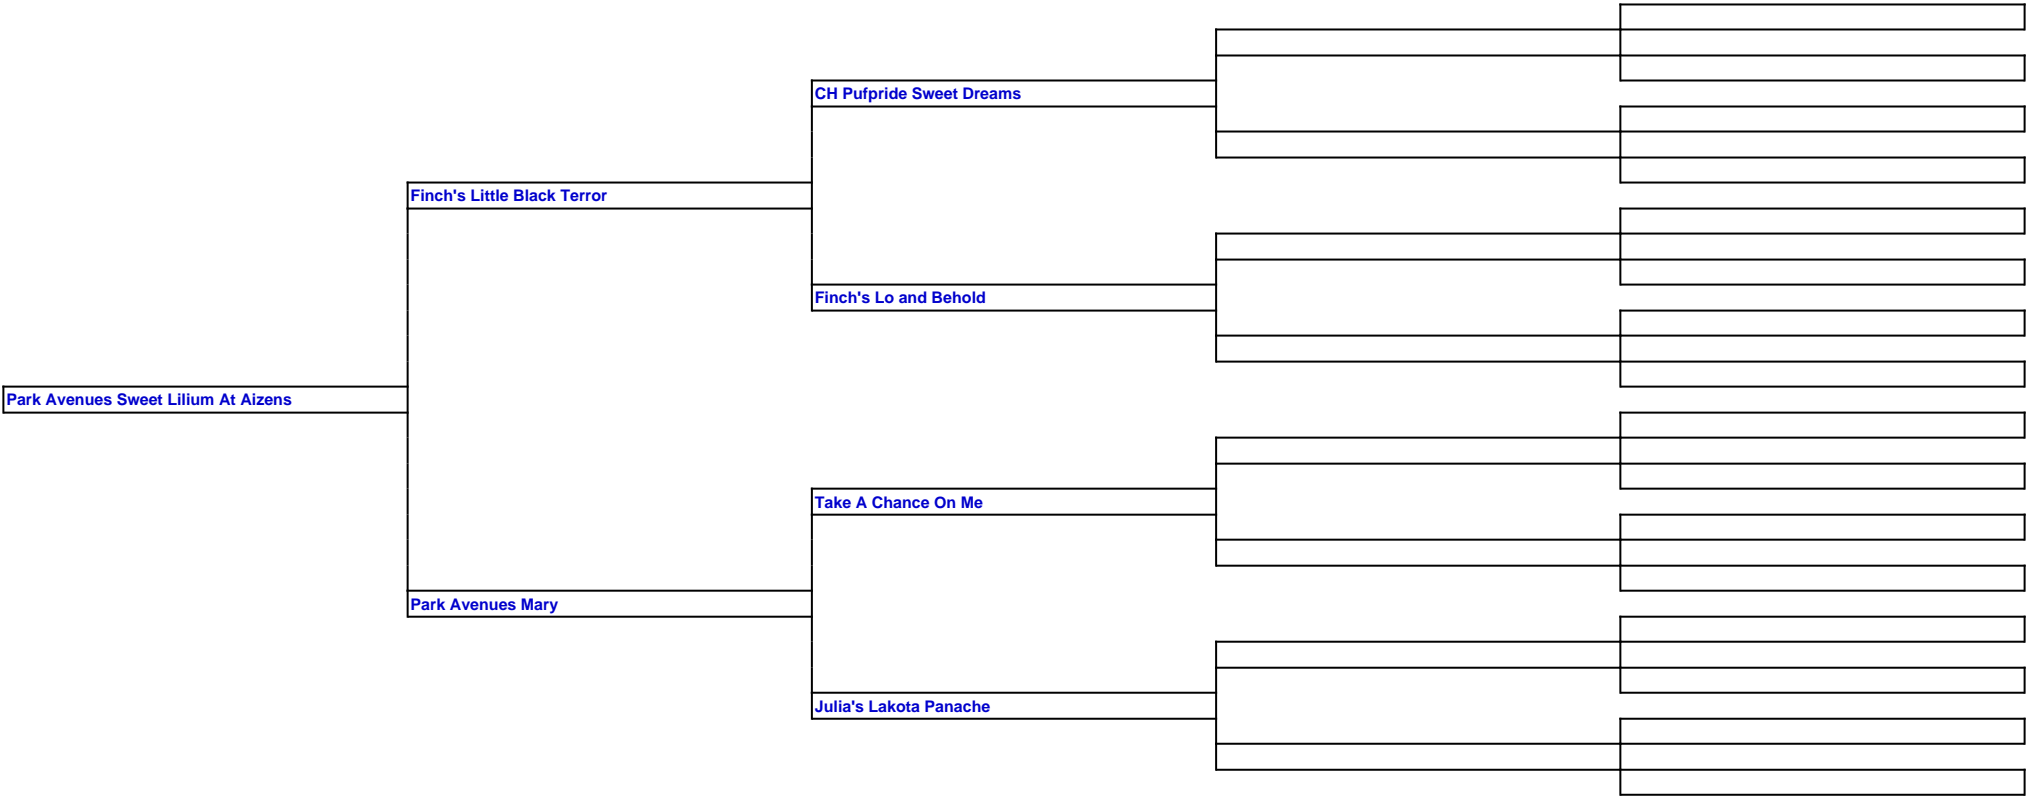 CH Pufpride Sweet Dreams
Finch's Little Black Terror
Finch's Lo and Behold
Park Avenues Sweet Lilium At Aizens
Take A Chance On Me
Park Avenues Mary
Julia's Lakota Panache